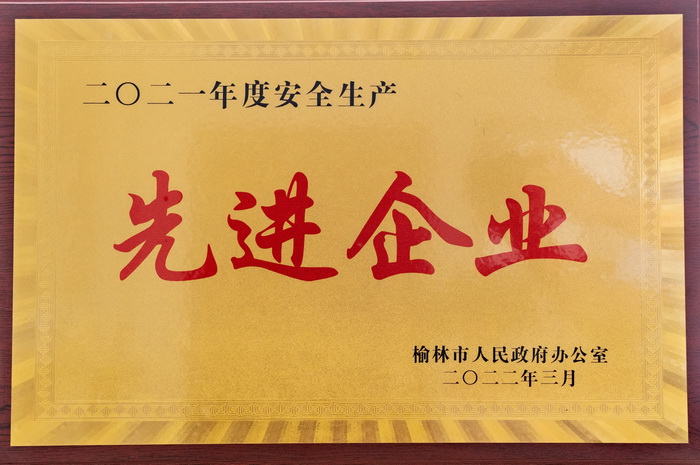 二〇二一年度安全生产
先进企业
榆林市人民政府办公室
二〇二二年三月